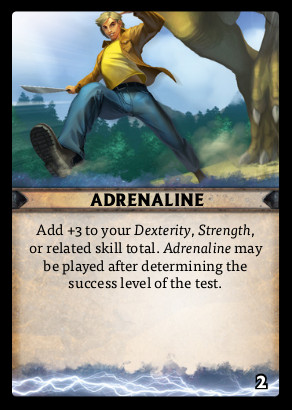 ADRENALINE
Add +3 to your Dexterity, Strength,
or related skill total. Adrenaline may
be played after determining the
success level of the test.
2